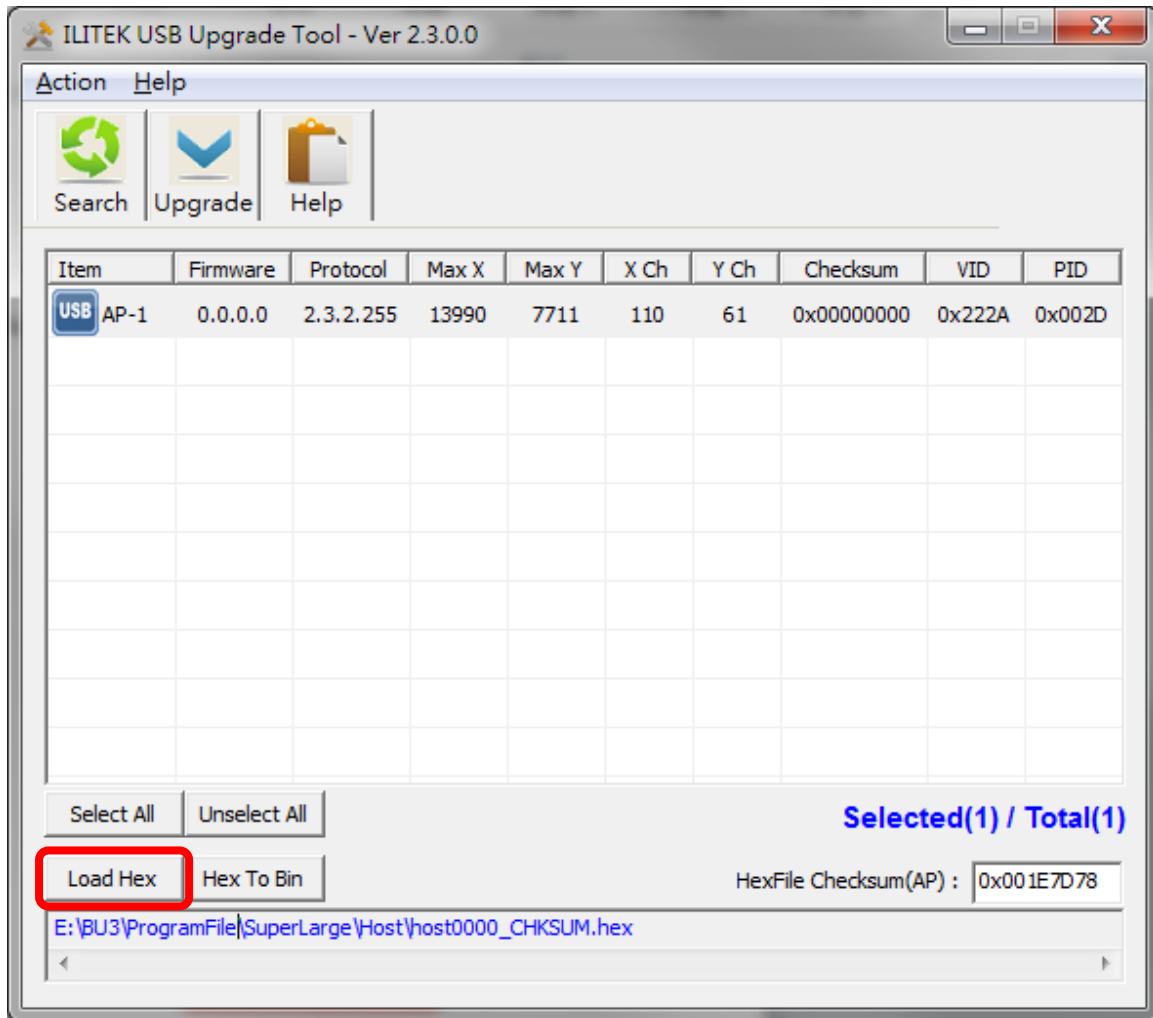 ILITEK USB Upgrade Tool - Ver 2.3.0.0
Action Help
Search Upgrade Help
Item Firmware Protocol Max X Max Y X Ch Y Ch Checksum VID PID
USB AP-1 0.0.0.0 2.3.2.255 13990 7711 110 61 0x00000000 0x222A 0x002D
Select All Unselect All Selected(1) / Total(1)
Load Hex Hex To Bin HexFile Checksum(AP) : 0x001E7D78
E:\BU3\ProgramFile\SuperLarge\Host\host0000_CHKSUM.hex